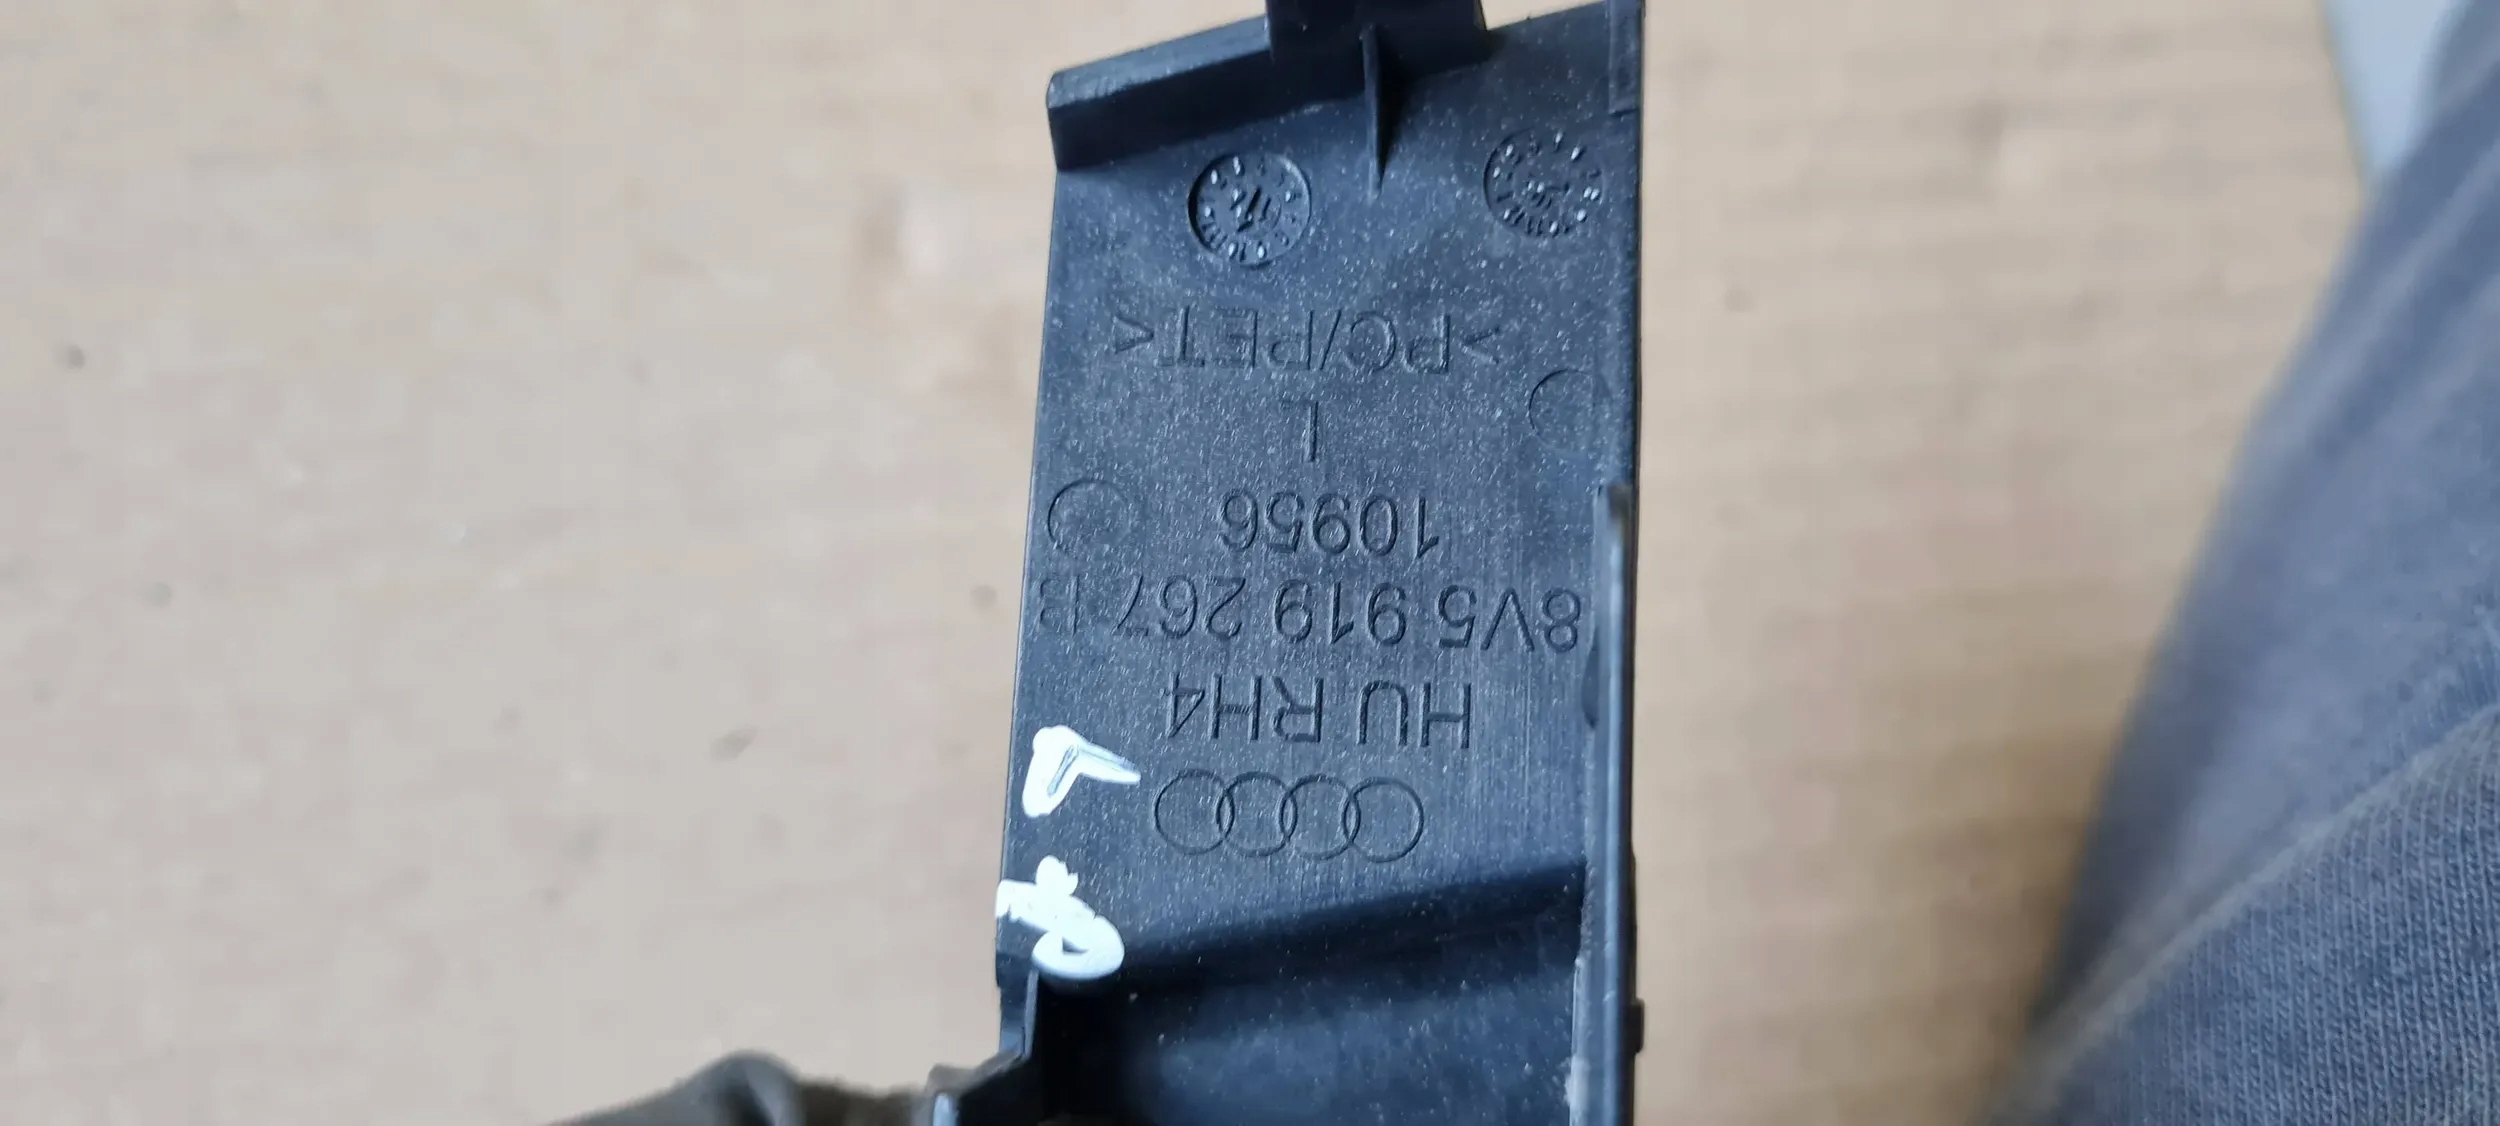 HU RH4
8V5 919 267 B
10956
L
>PC/PET<